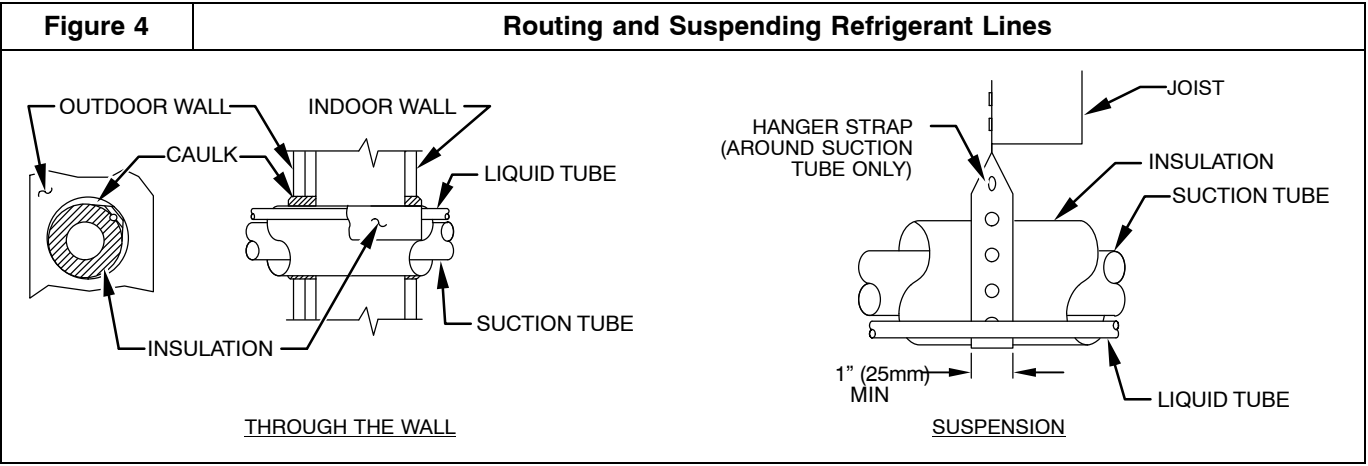 Figure 4
Routing and Suspending Refrigerant Lines
OUTDOOR WALL
INDOOR WALL
CAULK
LIQUID TUBE
SUCTION TUBE
INSULATION
THROUGH THE WALL
JOIST
HANGER STRAP
(AROUND SUCTION
TUBE ONLY)
INSULATION
SUCTION TUBE
1” (25mm)
MIN
LIQUID TUBE
SUSPENSION